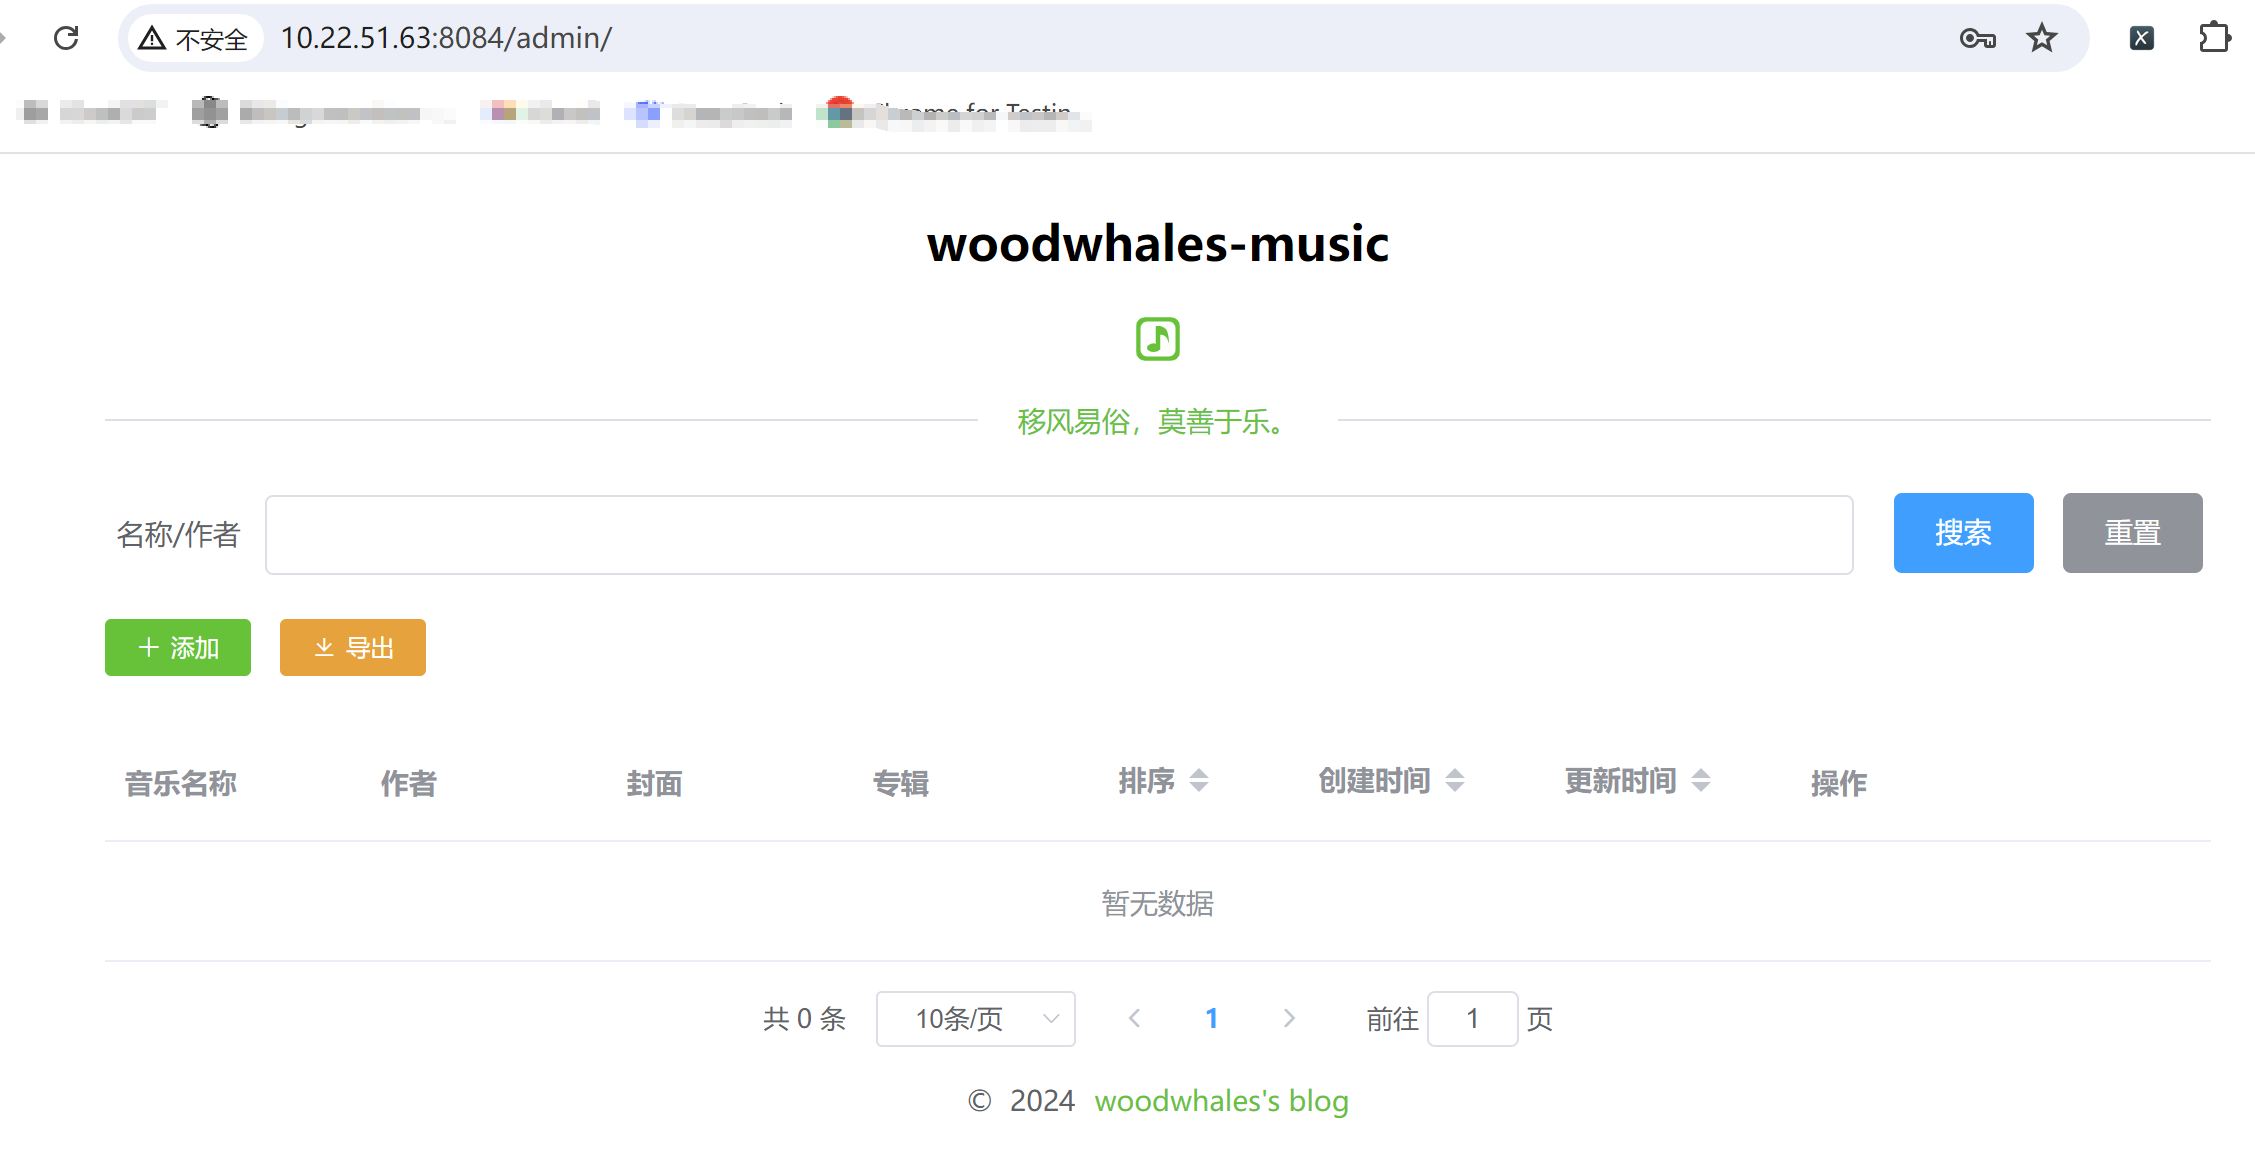 不安全 10.22.51.63:8084/admin/
woodwhales-music
移风易俗，莫善于乐。
名称/作者 搜索 重置
添加 导出
音乐名称 作者 封面 专辑 排序 创建时间 更新时间 操作
暂无数据
共 0 条 10条/页 1 前往 1 页
© 2024 woodwhales's blog